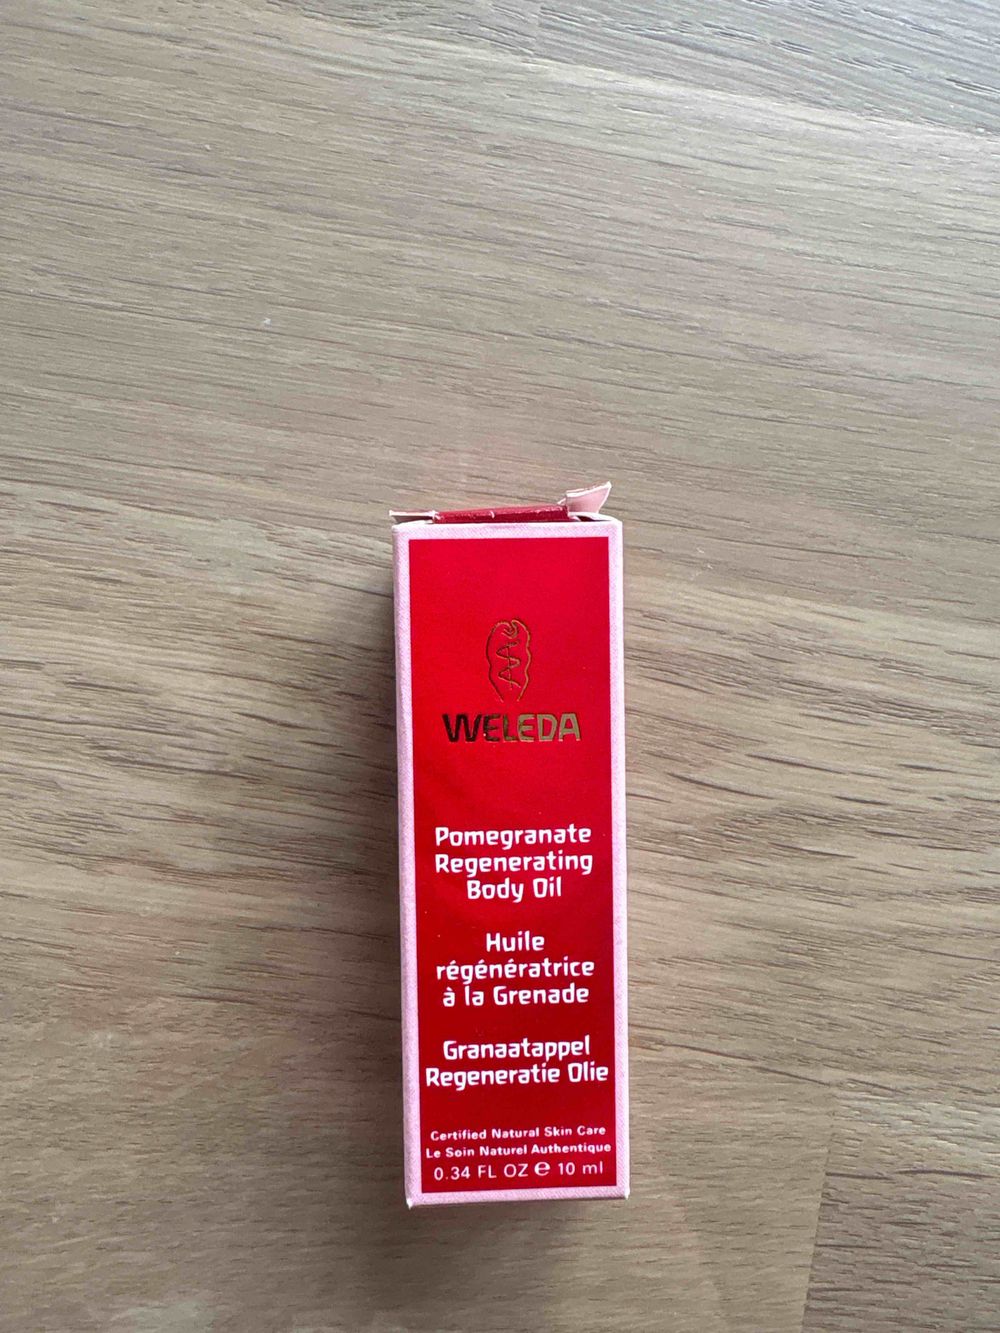 WELEDA
Pomegranate
Regenerating
Body Oil
Huile
régénératrice
à la Grenade
Granaatappel
Regeneratie Olie
Certified Natural Skin Care
Le Soin Naturel Authentique
0.34 FL OZ e 10 ml